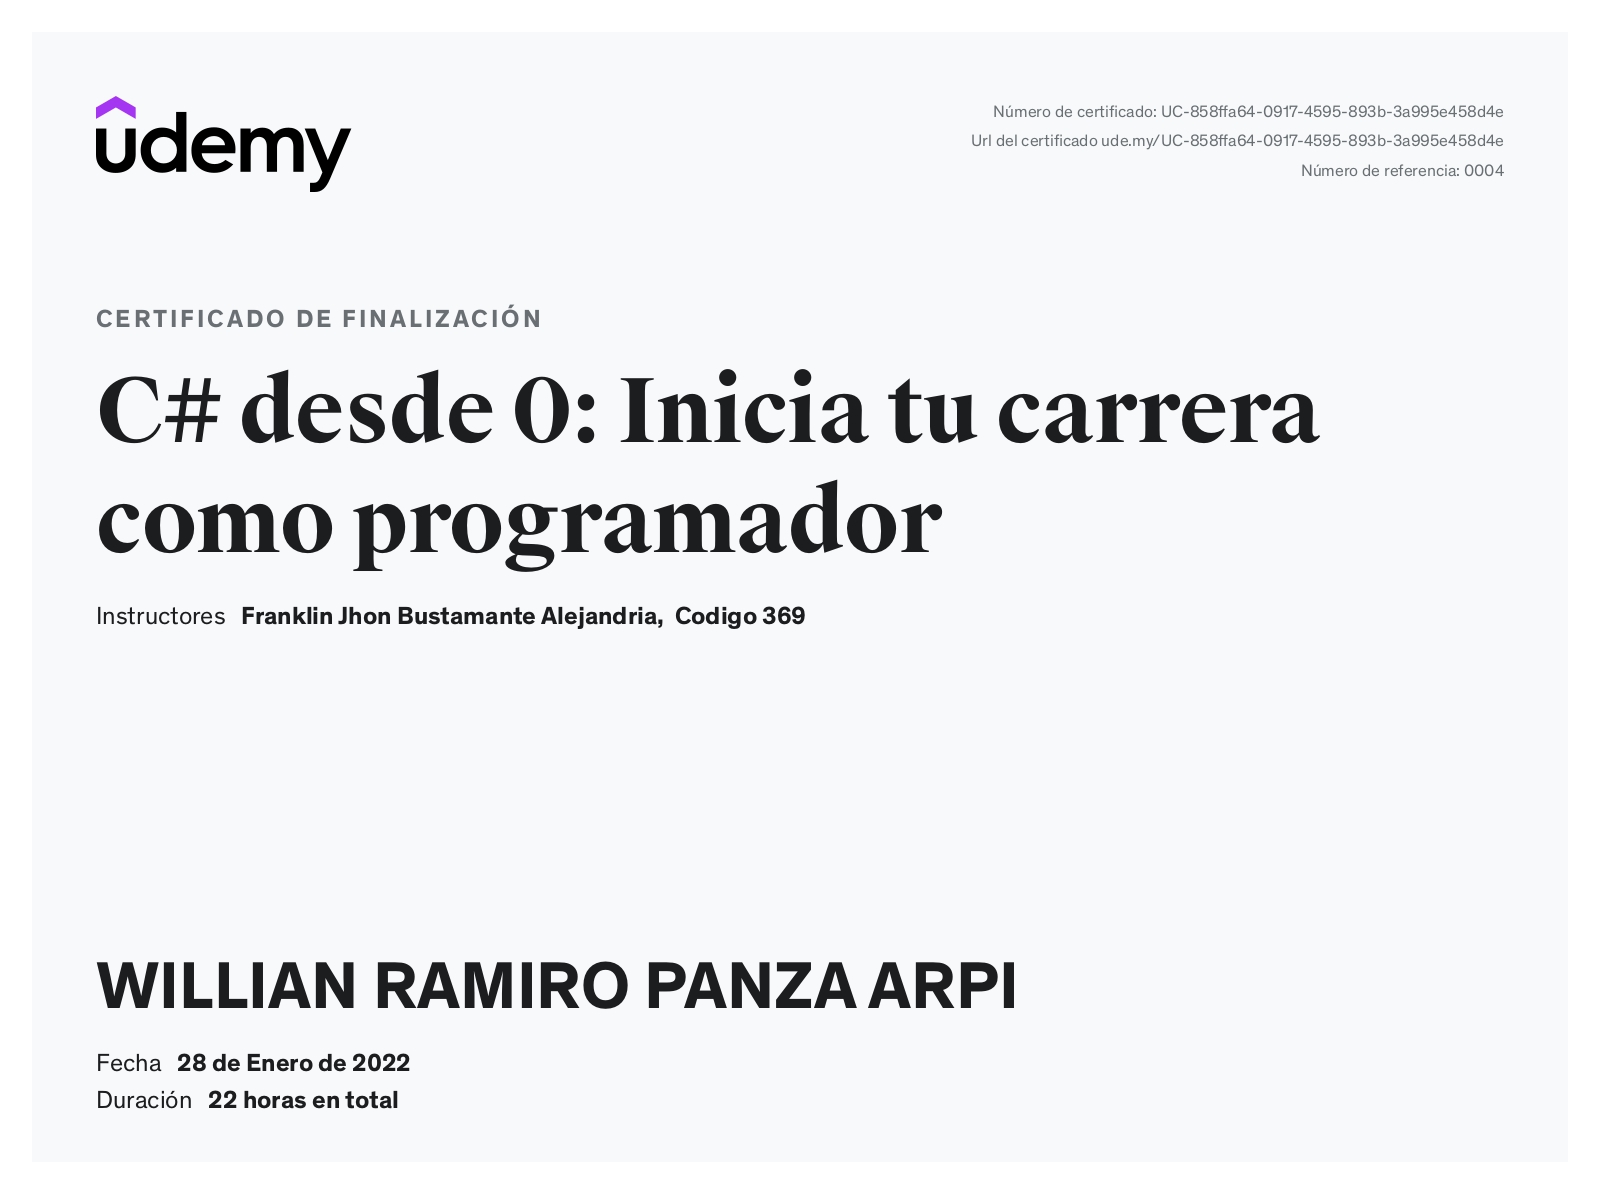 udemy
Número de certificado: UC-858ffa64-0917-4595-893b-3a995e458d4e
Url del certificado ude.my/UC-858ffa64-0917-4595-893b-3a995e458d4e
Número de referencia: 0004
CERTIFICADO DE FINALIZACIÓN
C# desde 0: Inicia tu carrera
como programador
Instructores Franklin Jhon Bustamante Alejandria, Codigo 369
WILLIAN RAMIRO PANZA ARPI
Fecha 28 de Enero de 2022
Duración 22 horas en total